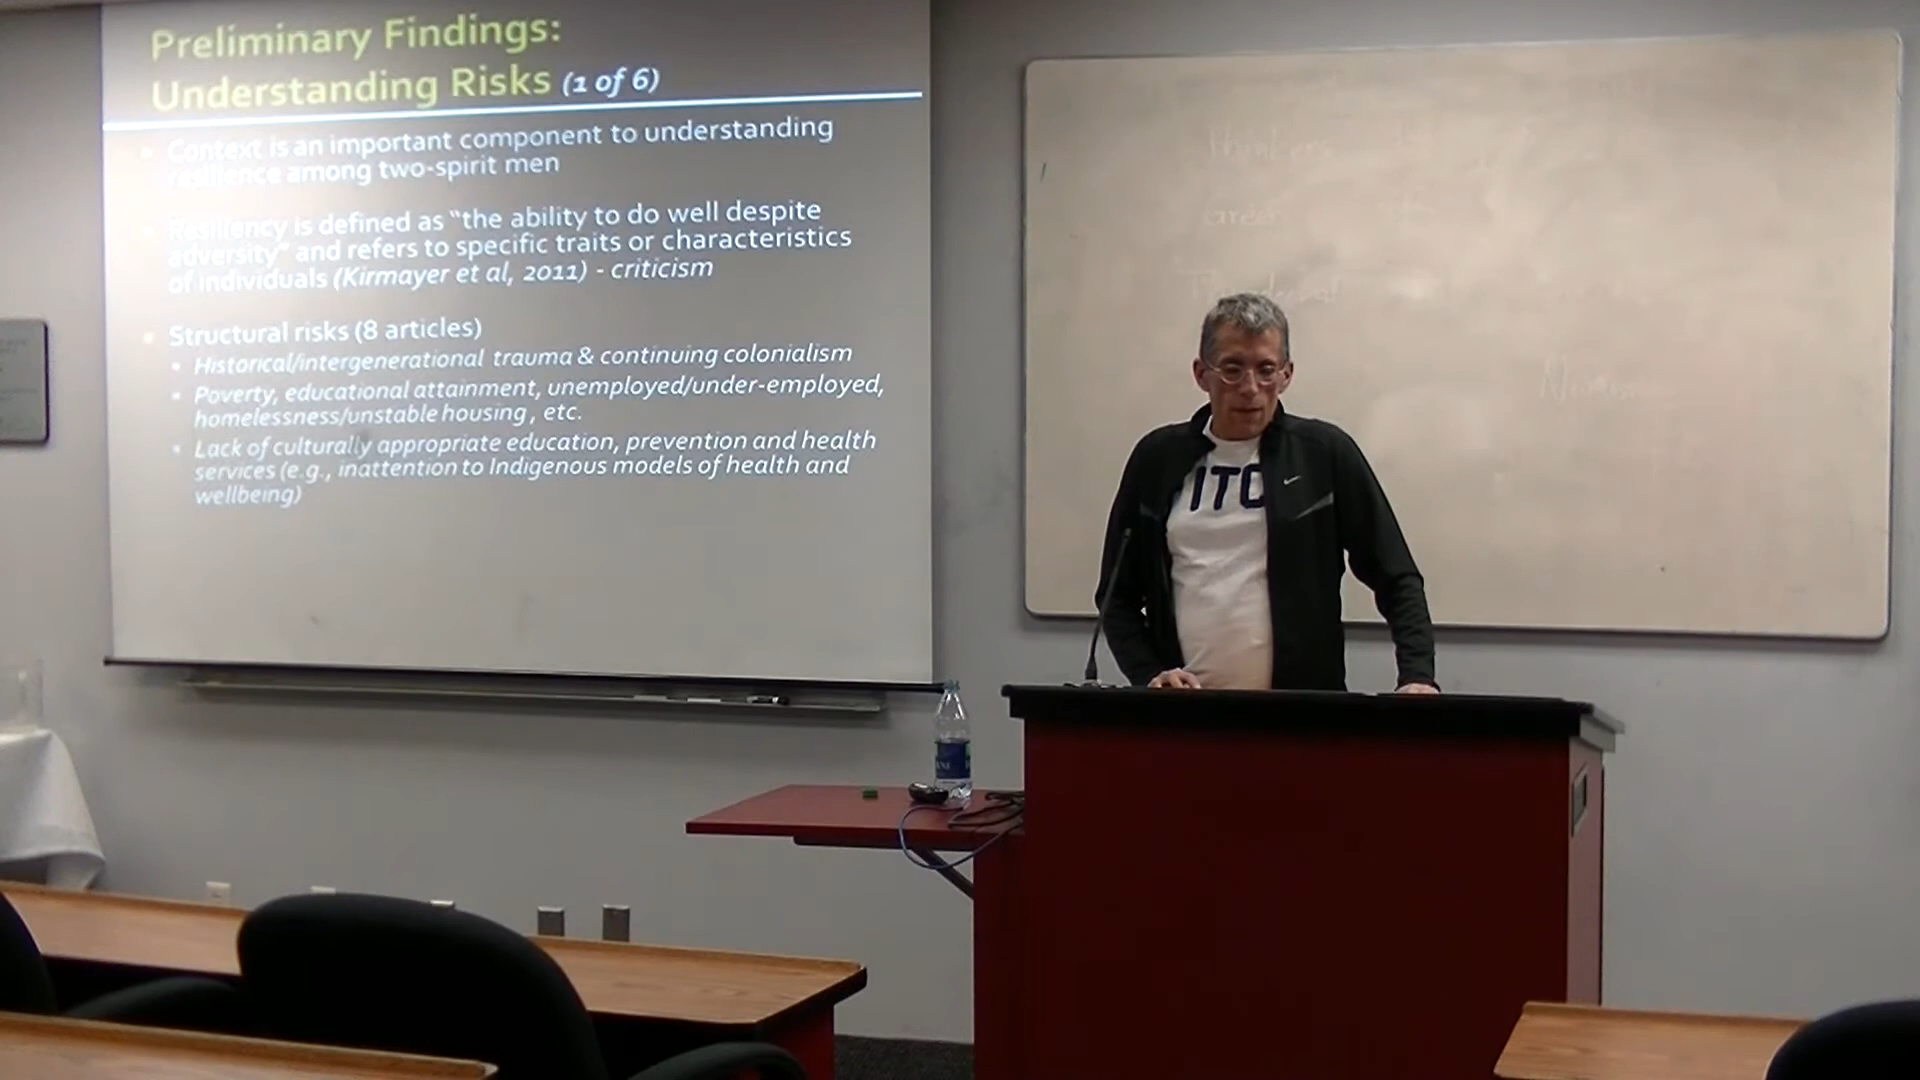 Preliminary Findings:
Understanding Risks (1 of 6)
Context is an important component to understanding
resilience among two-spirit men
Resiliency is defined as “the ability to do well despite
adversity” and refers to specific traits or characteristics
of individuals (Kirmayer et al, 2011) - criticism
Structural risks (8 articles)
Historical/intergenerational trauma & continuing colonialism
Poverty, educational attainment, unemployed/under-employed,
homelessness/unstable housing, etc.
Lack of culturally appropriate education, prevention and health
services (e.g., inattention to Indigenous models of health and
wellbeing)
thinkers
Green
ITC